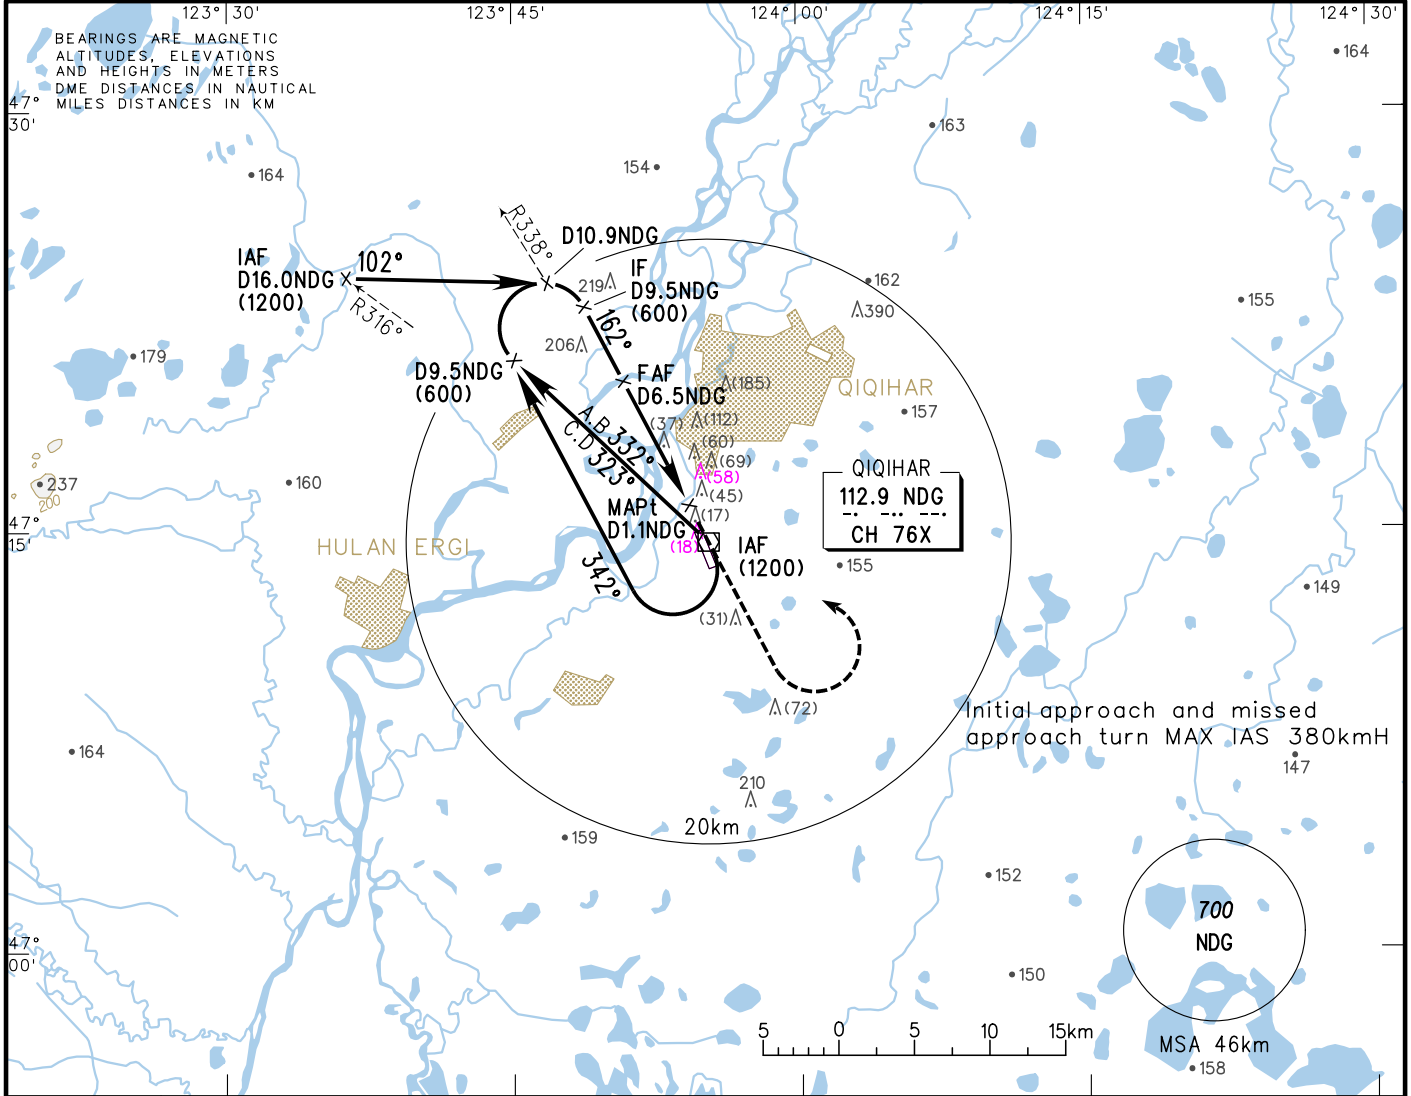 123° 30'
123° 45'
124° 00'
124° 15'
124° 30'
BEARINGS ARE MAGNETIC
ALTITUDES, ELEVATIONS
AND HEIGHTS IN METERS
DME DISTANCES IN NAUTICAL
MILES DISTANCES IN KM
47°
30'
164
163
154
164
R338°
D10.9NDG
IAF
D16.0NDG
(1200)
102°
R316°
219
IF
D9.5NDG
(600)
162
390
155
162°
206
179
D9.5NDG
(600)
FAF
D6.5NDG
(185)
QIQIHAR
157
(37)
(112)
(60)
(69)
(58)
(45)
(17)
(18)
A.B 332°
C.D 323°
237
200
160
QIQIHAR
112.9 NDG
CH 76X
47°
15'
HULAN ERGI
MAPt
D1.1NDG
IAF
(1200)
155
149
342°
(31)
(72)
Initial approach and missed
approach turn MAX IAS 380kmH
164
147
210
20km
159
152
700
NDG
47°
00'
150
5 0 5 10 15km
MSA 46km
158